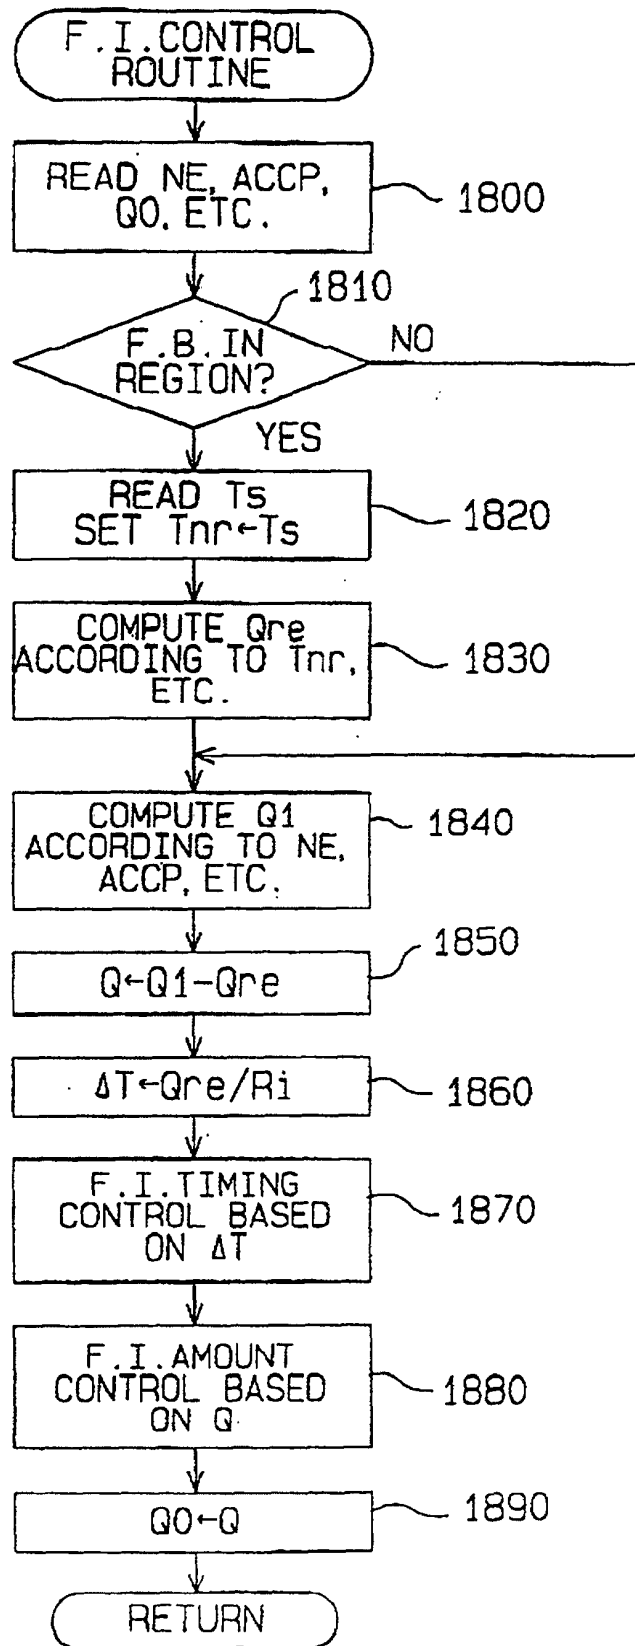 F.I.CONTROL
ROUTINE
READ NE, ACCP,
Q0, ETC.
1800
1810
F.B.IN
REGION?
NO
YES
READ Ts
SET Tnr←Ts
1820
COMPUTE Qre
ACCORDING TO Tnr,
ETC.
1830
COMPUTE Q1
ACCORDING TO NE,
ACCP, ETC.
1840
Q←Q1-Qre
1850
ΔT←Qre/Ri
1860
F.I.TIMING
CONTROL BASED
ON ΔT
1870
F.I.AMOUNT
CONTROL BASED
ON Q
1880
Q0←Q
1890
RETURN